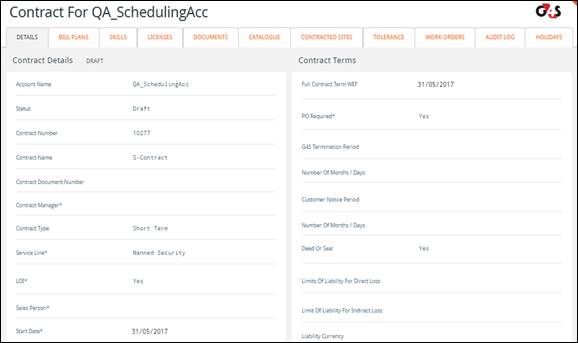 Contract For QA_SchedulingAcc
G4S
DETAILS BILL PLANS SKILLS LICENSES DOCUMENTS CATALOGUE CONTRACTED SITES TOLERANCE WORK ORDERS AUDIT LOG HOLIDAYS
Contract Details DRAFT
Account Name QA_SchedulingAcc
Status Draft
Contract Number 10277
Contract Name S-Contract
Contract Document Number
Contract Manager*
Contract Type Short Term
Service Line* Manned Security
LOI* Yes
Sales Person*
Start Date* 31/05/2017
Contract Terms
Full Contract Term WEF 31/05/2017
PO Required* Yes
G4S Termination Period
Number Of Months / Days
Customer Notice Period
Number Of Months / Days
Deed Or Seal Yes
Limits Of Liability For Direct Loss
Limit Of Liability For Indirect Loss
Liability Currency